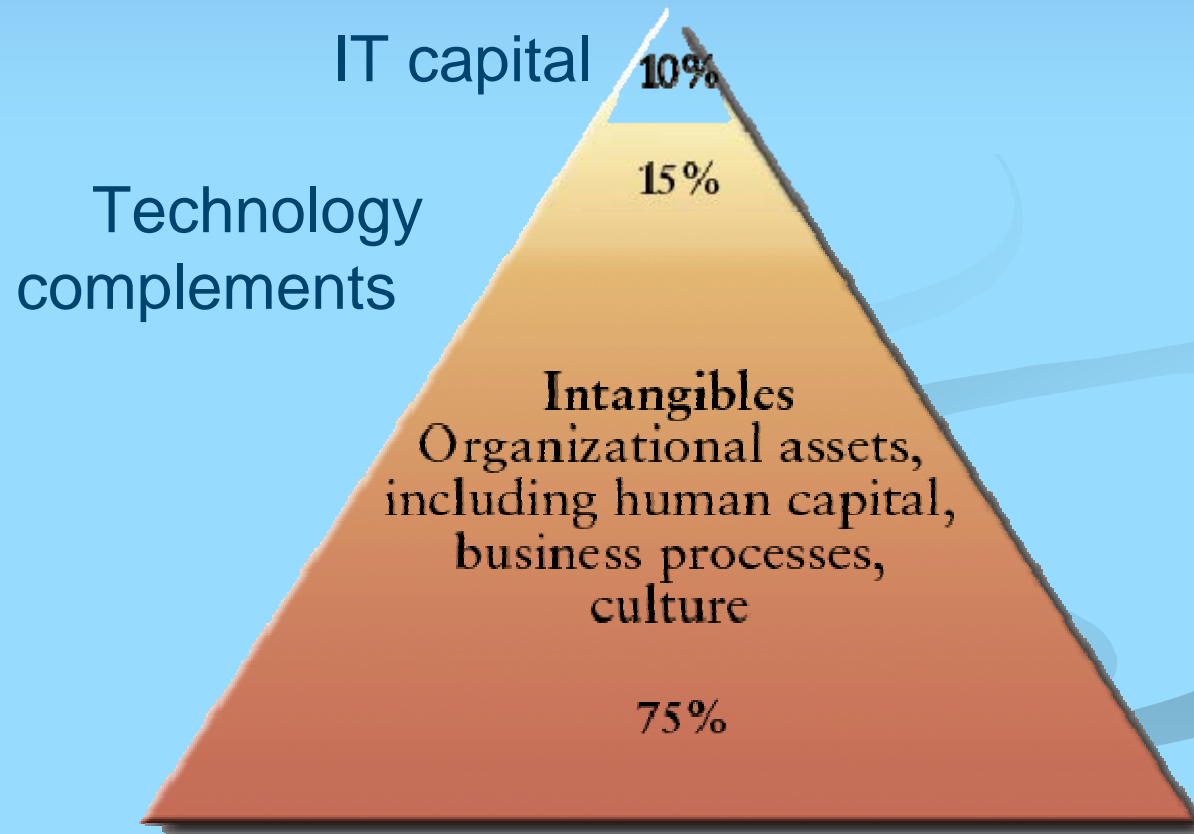 IT capital
10%
15%
Technology
complements
Intangibles
Organizational assets,
including human capital,
business processes,
culture
75%